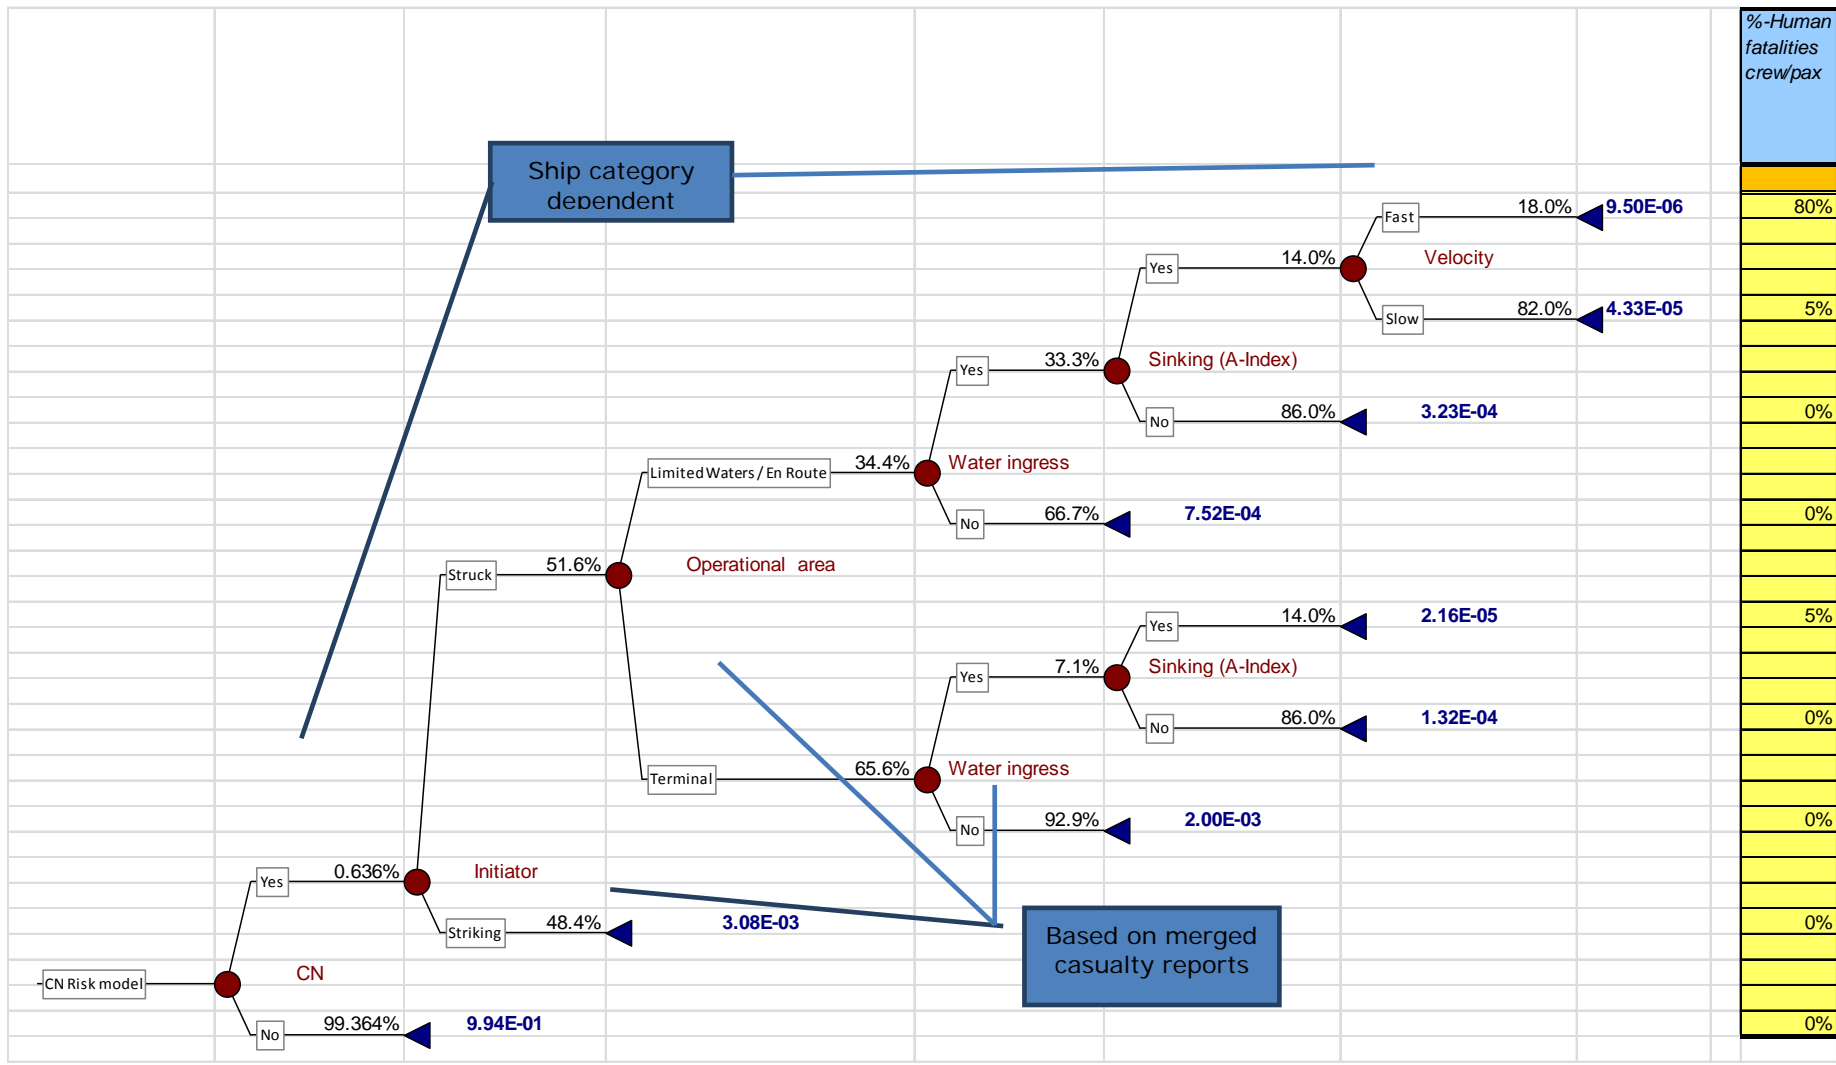 %-Human
fatalities
crew/pax
Ship category
dependent
Fast
18.0%
9.50E-06
80%
Yes
14.0%
Velocity
Slow
82.0%
4.33E-05
5%
Yes
33.3%
Sinking (A-Index)
No
86.0%
3.23E-04
0%
Limited Waters / En Route
34.4%
Water ingress
No
66.7%
7.52E-04
0%
Struck
51.6%
Operational area
Yes
14.0%
2.16E-05
5%
Yes
7.1%
Sinking (A-Index)
No
86.0%
1.32E-04
0%
Terminal
65.6%
Water ingress
No
92.9%
2.00E-03
0%
Yes
0.636%
Initiator
Striking
48.4%
3.08E-03
0%
Based on merged
casualty reports
CN Risk model
CN
No
99.364%
9.94E-01
0%